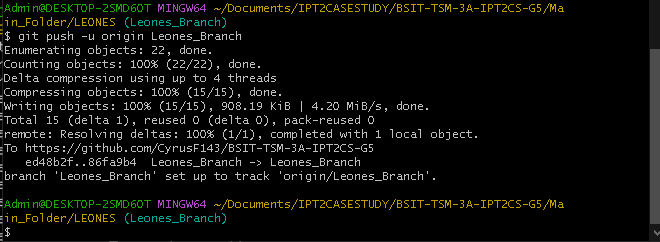 Admin@DESKTOP-2SMD6OT MINGW64 ~/Documents/IPT2CASESTUDY/BSIT-TSM-3A-IPT2CS-G5/Ma
in_Folder/LEONES (Leones_Branch)
$ git push -u origin Leones_Branch
Enumerating objects: 22, done.
Counting objects: 100% (22/22), done.
Delta compression using up to 4 threads
Compressing objects: 100% (15/15), done.
Writing objects: 100% (15/15), 908.19 KiB | 4.20 MiB/s, done.
Total 15 (delta 1), reused 0 (delta 0), pack-reused 0
remote: Resolving deltas: 100% (1/1), completed with 1 local object.
To https://github.com/CyrusF143/BSIT-TSM-3A-IPT2CS-G5
   ed48b2f..86fa9b4  Leones_Branch -> Leones_Branch
branch 'Leones_Branch' set up to track 'origin/Leones_Branch'.
Admin@DESKTOP-2SMD6OT MINGW64 ~/Documents/IPT2CASESTUDY/BSIT-TSM-3A-IPT2CS-G5/Ma
in_Folder/LEONES (Leones_Branch)
$